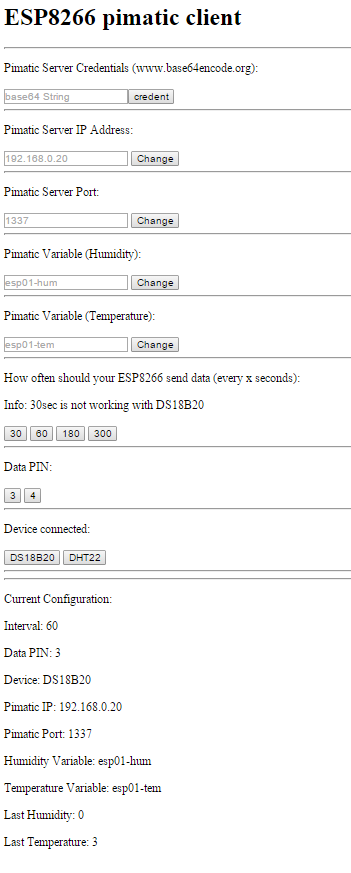 ESP8266 pimatic client
Pimatic Server Credentials (www.base64encode.org):
base64 String credent
Pimatic Server IP Address:
192.168.0.20 Change
Pimatic Server Port:
1337 Change
Pimatic Variable (Humidity):
esp01-hum Change
Pimatic Variable (Temperature):
esp01-tem Change
How often should your ESP8266 send data (every x seconds):
Info: 30sec is not working with DS18B20
30 60 180 300
Data PIN:
3 4
Device connected:
DS18B20 DHT22
Current Configuration:
Interval: 60
Data PIN: 3
Device: DS18B20
Pimatic IP: 192.168.0.20
Pimatic Port: 1337
Humidity Variable: esp01-hum
Temperature Variable: esp01-tem
Last Humidity: 0
Last Temperature: 3